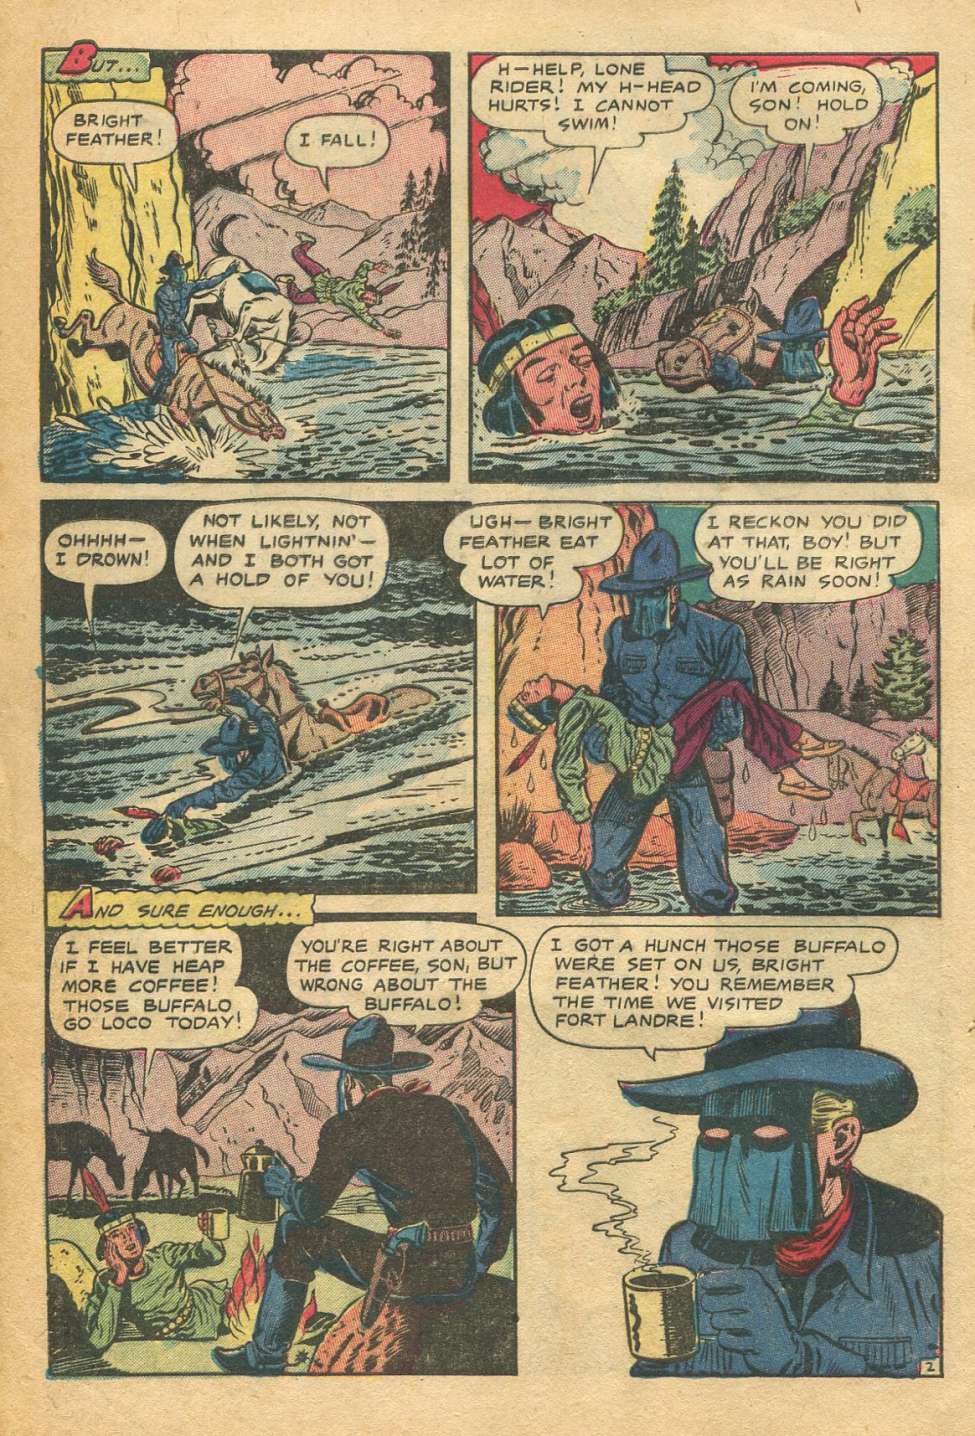 BUT...
BRIGHT
FEATHER!
I FALL!
H-HELP, LONE
RIDER! MY H-HEAD
HURTS! I CANNOT
SWIM!
I'M COMING,
SON! HOLD
ON!
OHHHH—
I DROWN!
NOT LIKELY, NOT
WHEN LIGHTNIN'—
AND I BOTH GOT
A HOLD OF YOU!
UGH— BRIGHT
FEATHER EAT
LOT OF
WATER!
I RECKON YOU DID
AT THAT, BOY! BUT
YOU'LL BE RIGHT
AS RAIN SOON!
AND SURE ENOUGH...
I FEEL BETTER
IF I HAVE HEAP
MORE COFFEE!
THOSE BUFFALO
GO LOCO TODAY!
YOU'RE RIGHT ABOUT
THE COFFEE, SON, BUT
WRONG ABOUT THE
BUFFALO!
I GOT A HUNCH THOSE BUFFALO
WERE SET ON US, BRIGHT
FEATHER! YOU REMEMBER
THE TIME WE VISITED
FORT LANDRE!
2